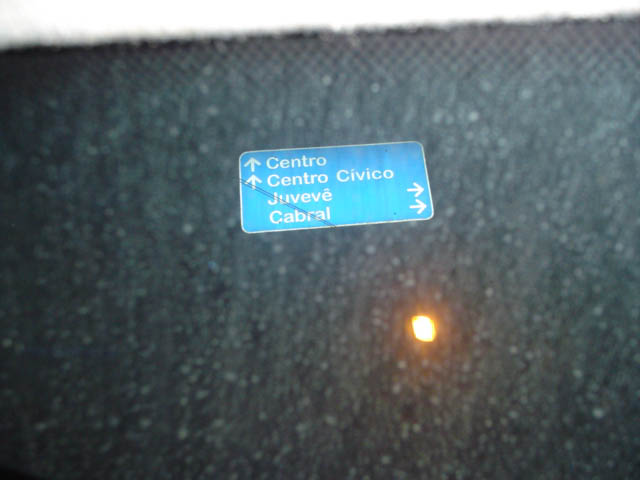 ↑ Centro
↑ Centro Cívico
Juvevê →
Cabral →